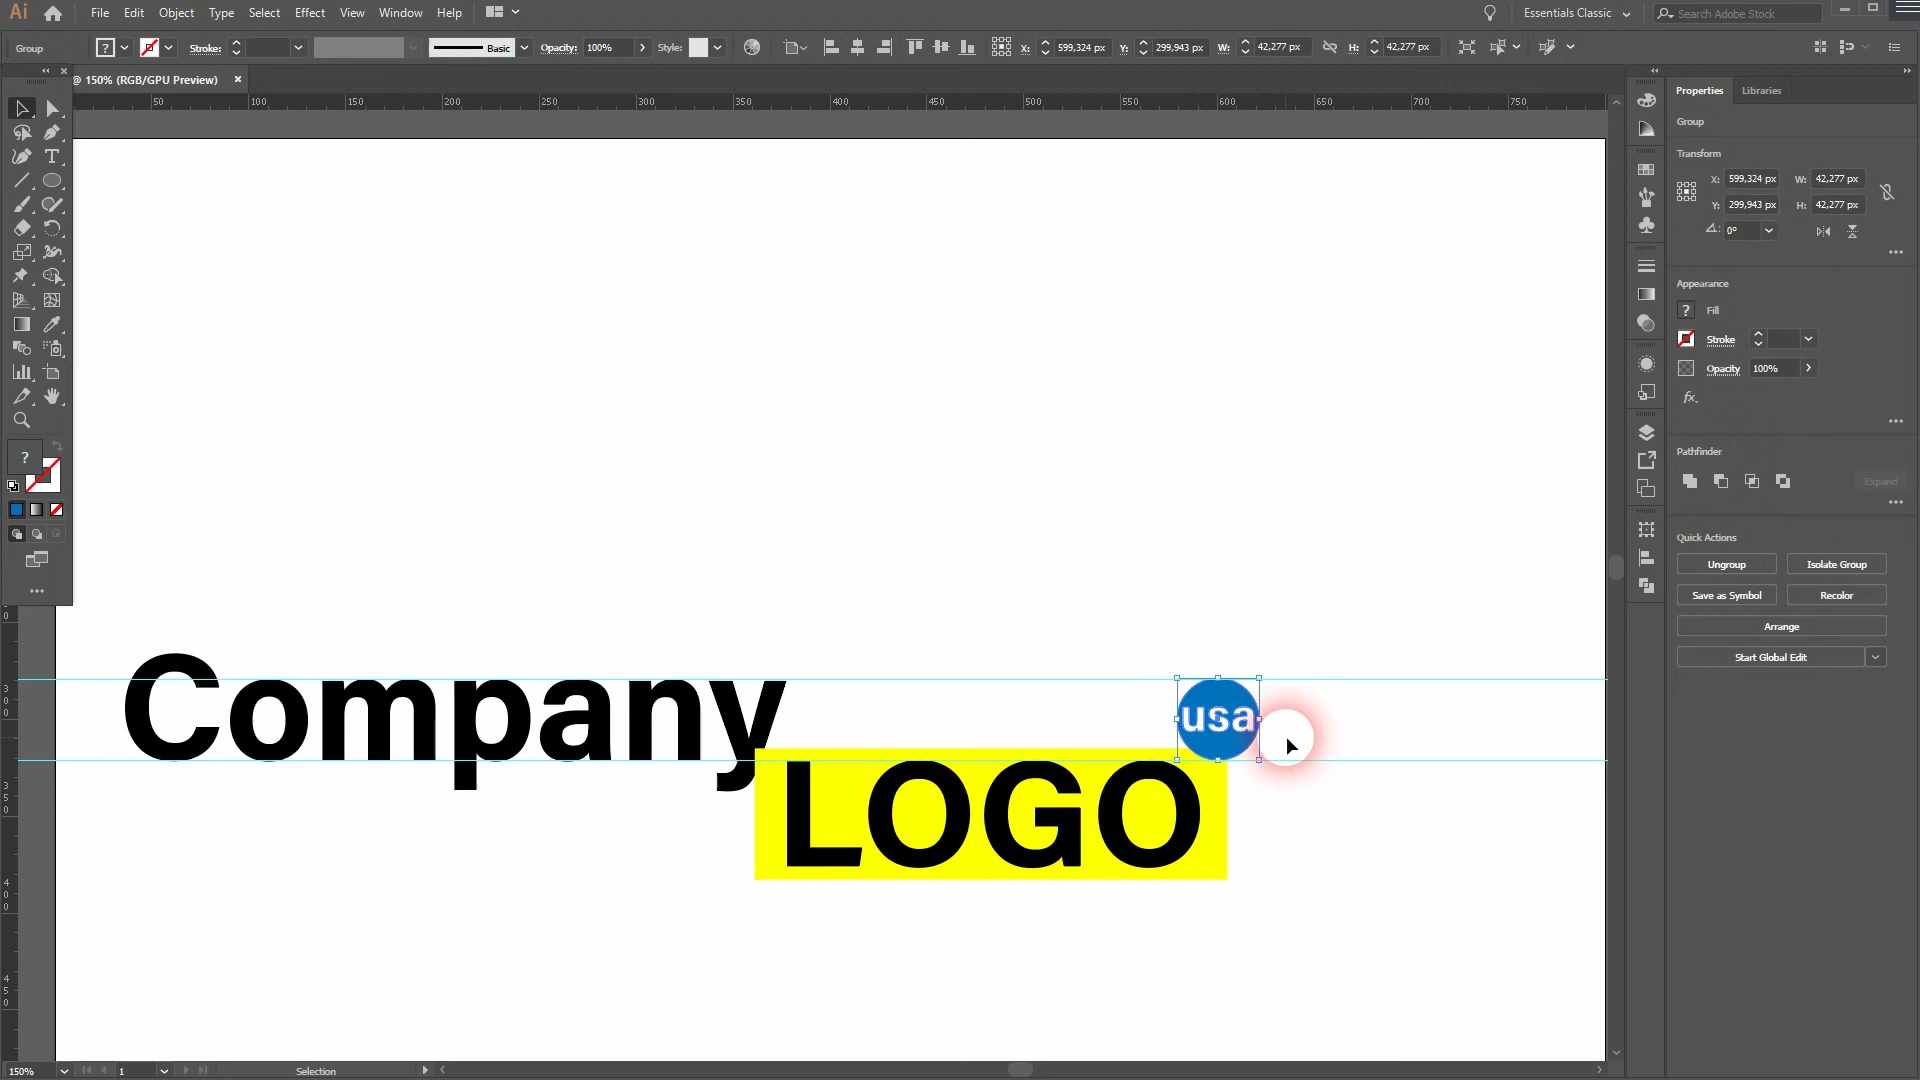 Ai File Edit Object Type Select Effect View Window Help Essentials Classic Search Adobe Stock
Group ? Stroke: Basic Opacity: 100% Style: X: 599,324 px Y: 299,943 px W: 42,277 px H: 42,277 px
@ 150% (RGB/GPU Preview)
50 100 150 200 250 300 350 400 450 500 550 600 650 700 750
Properties Libraries
Group
Transform
X: 599,324 px W: 42,277 px
Y: 299,943 px H: 42,277 px
0°
Appearance
? Fill
Stroke
Opacity 100%
fx.
Pathfinder
Expand
Quick Actions
Ungroup Isolate Group
Save as Symbol Recolor
Arrange
Start Global Edit
?
0
300
350
400
450
Company
usa
LOGO
150% 1 Selection